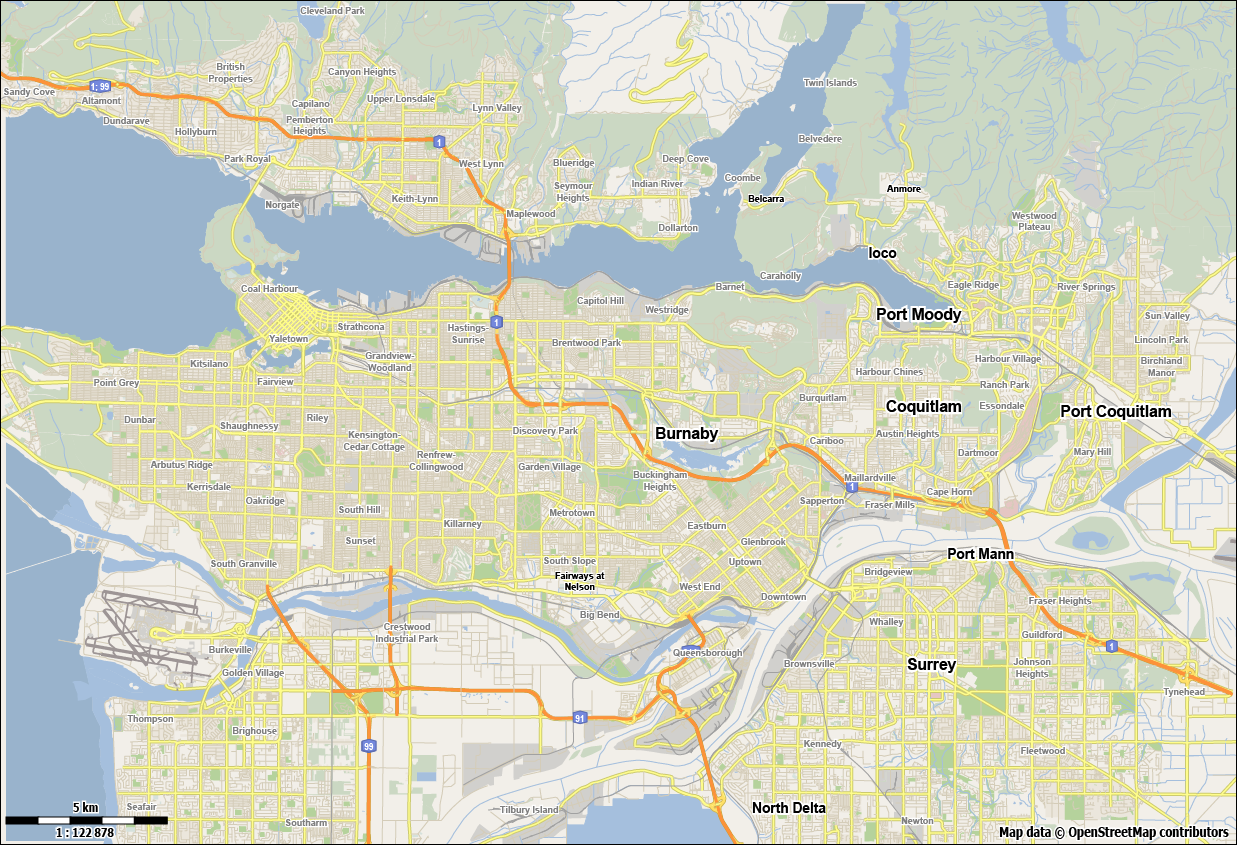 Cleveland Park
British
Properties
Canyon Heights
Twin Islands
1; 99
Sandy Cove
Altamont
Capilano
Upper Lonsdale
Lynn Valley
Dundarave
Hollyburn
Pemberton
Heights
1
Belvedere
Park Royal
West Lynn
Blueridge
Deep Cove
Coombe
Seymour
Heights
Indian River
Anmore
Norgate
Keith-Lynn
Belcarra
Maplewood
Westwood
Plateau
Dollarton
Ioco
Caraholly
Coal Harbour
Barnet
Eagle Ridge
River Springs
Capitol Hill
Westridge
Port Moody
Sun Valley
Strathcona
Hastings-
Sunrise
1
Yaletown
Brentwood Park
Lincoln Park
Kitsilano
Grandview-
Woodland
Harbour Village
Birchland
Manor
Point Grey
Fairview
Harbour Chines
Ranch Park
Burquitlam
Coquitlam
Essondale
Port Coquitlam
Dunbar
Shaughnessy
Riley
Kensington-
Cedar Cottage
Discovery Park
Burnaby
Cariboo
Austin Heights
Arbutus Ridge
Renfrew-
Collingwood
Garden Village
Dartmoor
Mary Hill
Kerrisdale
Buckingham
Heights
Maillardville
1
Cape Horn
Oakridge
South Hill
Metrotown
Sapperton
Fraser Mills
Killarney
Eastburn
Sunset
Glenbrook
Port Mann
South Granville
South Slope
Uptown
Fairways at
Nelson
West End
Bridgeview
Downtown
Fraser Heights
Big Bend
Crestwood
Industrial Park
Whalley
Guildford
1
Burkeville
Queensborough
Brownsville
Surrey
Johnson
Heights
Golden Village
Tynehead
Thompson
91
Brighouse
99
Kennedy
Fleetwood
Seafair
5 km
Tilbury Island
North Delta
Southarm
Newton
1 : 122 878
Map data © OpenStreetMap contributors